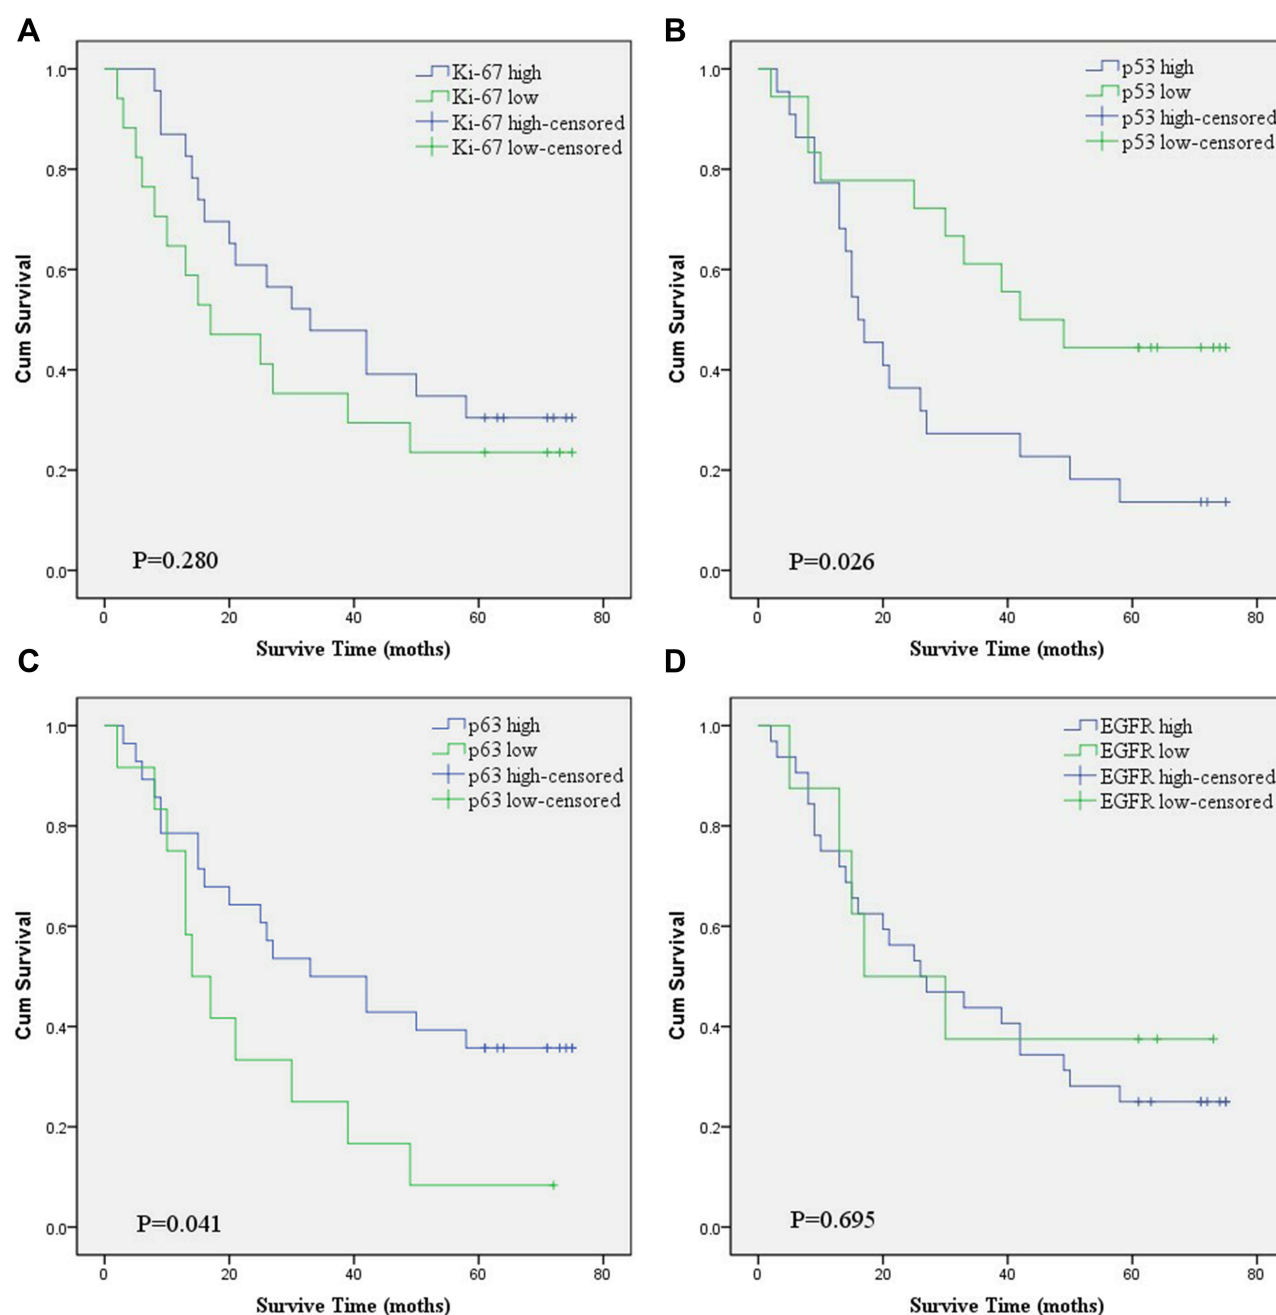 A
Ki-67 high
Ki-67 low
Ki-67 high-censored
Ki-67 low-censored
1.0
0.8
0.6
0.4
0.2
0.0
Cum Survival
P=0.280
0 20 40 60 80
Survive Time (moths)
B
p53 high
p53 low
p53 high-censored
p53 low-censored
1.0
0.8
0.6
0.4
0.2
0.0
Cum Survival
P=0.026
0 20 40 60 80
Survive Time (moths)
C
p63 high
p63 low
p63 high-censored
p63 low-censored
1.0
0.8
0.6
0.4
0.2
0.0
Cum Survival
P=0.041
0 20 40 60 80
Survive Time (moths)
D
EGFR high
EGFR low
EGFR high-censored
EGFR low-censored
1.0
0.8
0.6
0.4
0.2
0.0
Cum Survival
P=0.695
0 20 40 60 80
Survive Time (moths)